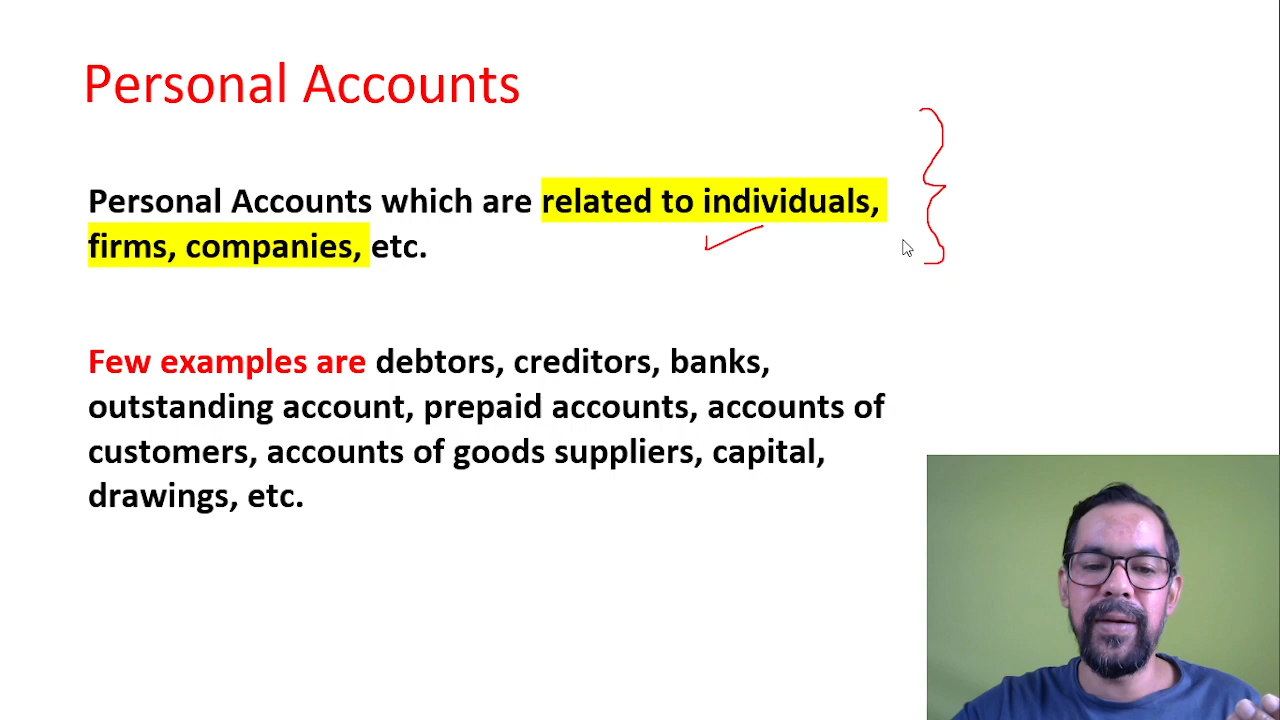 Personal Accounts
Personal Accounts which are related to individuals,
firms, companies, etc.
Few examples are debtors, creditors, banks,
outstanding account, prepaid accounts, accounts of
customers, accounts of goods suppliers, capital,
drawings, etc.